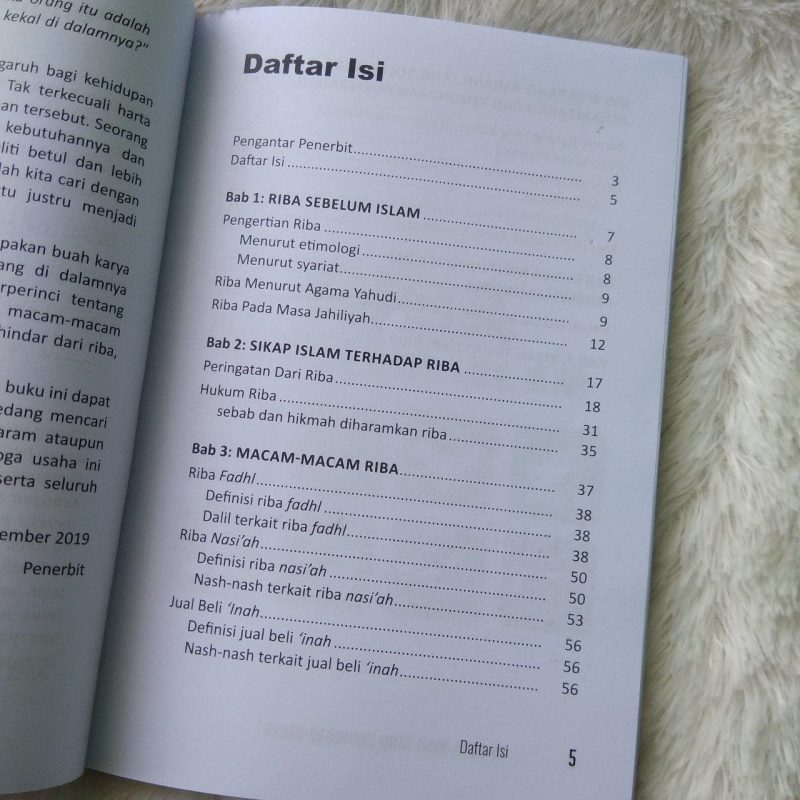 orang itu adalah
kekal di dalamnya?"
garuh bagi kehidupan
Tak terkecuali harta
an tersebut. Seorang
kebutuhannya dan
liti betul dan lebih
lah kita cari dengan
tu justru menjadi
pakan buah karya
ang di dalamnya
erperinci tentang
macam-macam
hindar dari riba,
buku ini dapat
edang mencari
aram ataupun
oga usaha ini
serta seluruh
ember 2019
Penerbit
Daftar Isi
Pengantar Penerbit.......... 3
Daftar Isi .......... 5
Bab 1: RIBA SEBELUM ISLAM .......... 7
Pengertian Riba .......... 8
Menurut etimologi .......... 8
Menurut syariat.......... 9
Riba Menurut Agama Yahudi.......... 9
Riba Pada Masa Jahiliyah.......... 12
Bab 2: SIKAP ISLAM TERHADAP RIBA .......... 17
Peringatan Dari Riba.......... 18
Hukum Riba .......... 31
sebab dan hikmah diharamkan riba.......... 35
Bab 3: MACAM-MACAM RIBA.......... 37
Riba Fadhl.......... 38
Definisi riba fadhl.......... 38
Dalil terkait riba fadhl.......... 38
Riba Nasi'ah.......... 50
Definisi riba nasi'ah.......... 50
Nash-nash terkait riba nasi'ah.......... 53
Jual Beli 'Inah.......... 56
Definisi jual beli 'inah .......... 56
Nash-nash terkait jual beli 'inah.......... 56
Daftar Isi 5